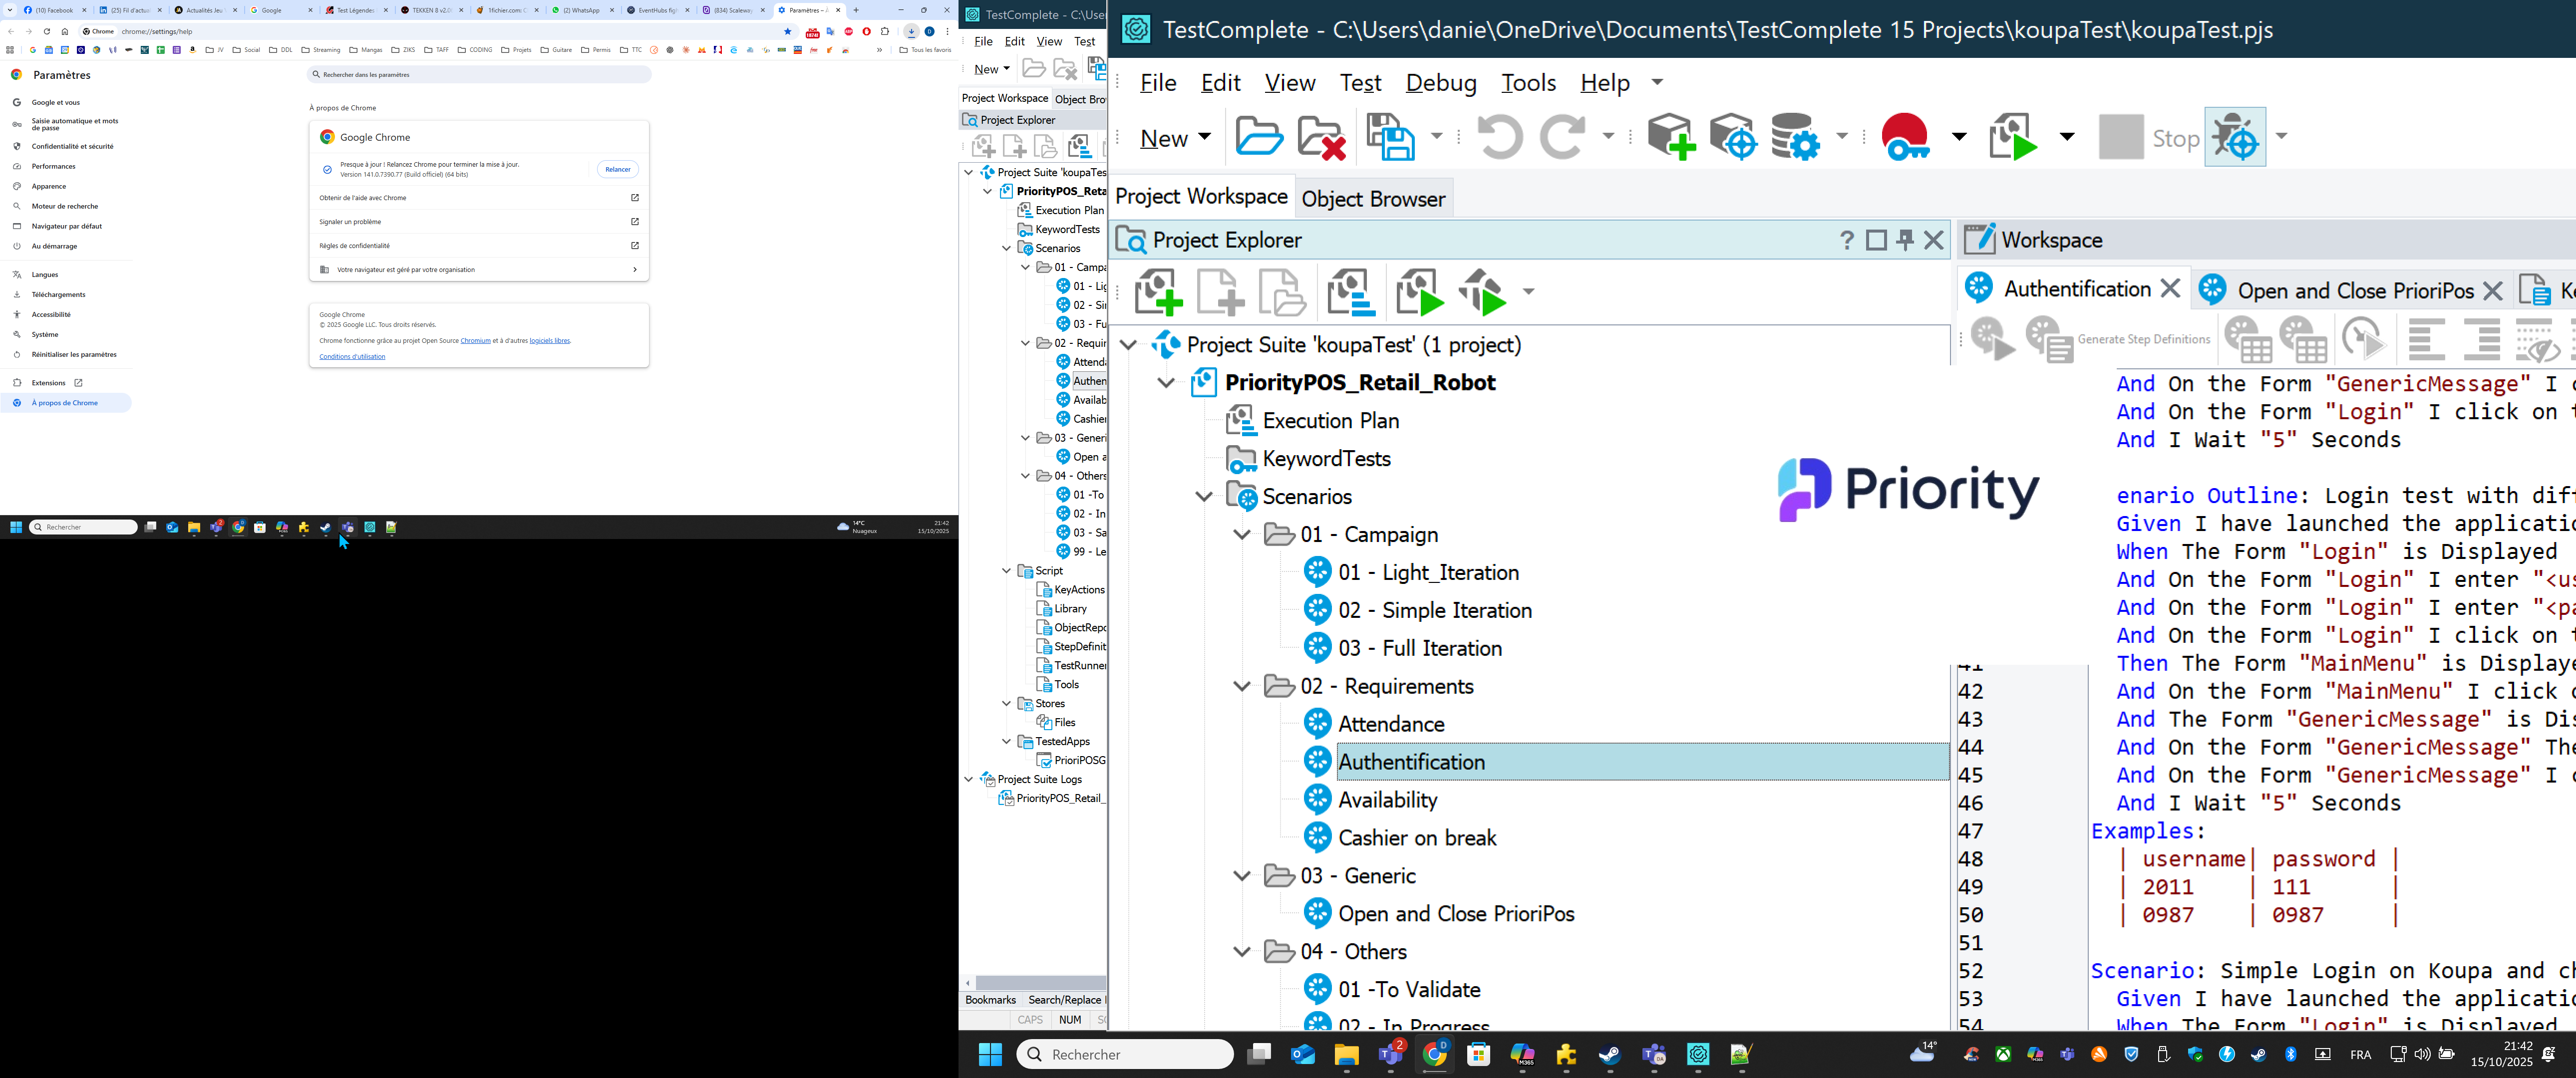 (10) Facebook
(25) Fil d'actua
Actualités Jeu
Google
Test Légendes
TEKKEN 8 v2.0
1fichier.com: C
(2) WhatsApp
EventHubs fig
(834) Scaleway
Paramètres – À
Chrome
chrome://settings/help
JV
Social
DDL
Streaming
Mangas
ZIKS
TAFF
CODING
Projets
Guitare
Permis
TTC
Tous les favoris
Paramètres
Rechercher dans les paramètres
Google et vous
Saisie automatique et mots
de passe
Confidentialité et sécurité
Performances
Apparence
Moteur de recherche
Navigateur par défaut
Au démarrage
Langues
Téléchargements
Accessibilité
Système
Réinitialiser les paramètres
Extensions
À propos de Chrome
À propos de Chrome
Google Chrome
Presque à jour ! Relancez Chrome pour terminer la mise à jour.
Version 141.0.7390.77 (Build officiel) (64 bits)
Relancer
Obtenir de l'aide avec Chrome
Signaler un problème
Règles de confidentialité
Votre navigateur est géré par votre organisation
Google Chrome
© 2025 Google LLC. Tous droits réservés.
Chrome fonctionne grâce au projet Open Source Chromium et à d'autres logiciels libres.
Conditions d'utilisation
Rechercher
14°C
Nuageux
21:42
15/10/2025
TestComplete - C:\User
File Edit View Test
New
Project Workspace Object Bro
Project Explorer
Project Suite 'koupaTes
PriorityPOS_Reta
Execution Plan
KeywordTests
Scenarios
01 - Campa
01 - Lig
02 - Sin
03 - Fu
02 - Requir
Attenda
Authen
Availab
Cashier
03 - Generi
Open a
04 - Others
01 -To
02 - In
03 - Sa
99 - Le
Script
KeyActions
Library
ObjectRepo
StepDefinit
TestRunner
Tools
Stores
Files
TestedApps
PrioriPOSG
Project Suite Logs
PriorityPOS_Retail_
Bookmarks Search/Replace
CAPS NUM SC
TestComplete - C:\Users\danie\OneDrive\Documents\TestComplete 15 Projects\koupaTest\koupaTest.pjs
File Edit View Test Debug Tools Help
New
Stop
Project Workspace Object Browser
Project Explorer
Workspace
Authentification
Open and Close PrioriPos
Ke
Generate Step Definitions
Project Suite 'koupaTest' (1 project)
PriorityPOS_Retail_Robot
Execution Plan
KeywordTests
Scenarios
01 - Campaign
01 - Light_Iteration
02 - Simple Iteration
03 - Full Iteration
02 - Requirements
Attendance
Authentification
Availability
Cashier on break
03 - Generic
Open and Close PrioriPos
04 - Others
01 -To Validate
02 - In Progress
Priority
And On the Form "GenericMessage" I c
And On the Form "Login" I click on t
And I Wait "5" Seconds
enario Outline: Login test with diff
Given I have launched the applicatio
When The Form "Login" is Displayed
And On the Form "Login" I enter "<us
And On the Form "Login" I enter "<pa
And On the Form "Login" I click on t
41 Then The Form "MainMenu" is Displaye
42 And On the Form "MainMenu" I click o
43 And The Form "GenericMessage" is Dis
44 And On the Form "GenericMessage" The
45 And On the Form "GenericMessage" I c
46 And I Wait "5" Seconds
47 Examples:
48 | username| password |
49 | 2011 | 111 |
50 | 0987 | 0987 |
51
52 Scenario: Simple Login on Koupa and ch
53 Given I have launched the applicatio
54 When The Form "Login" is Displayed
Rechercher
2
14°
FRA
21:42
15/10/2025